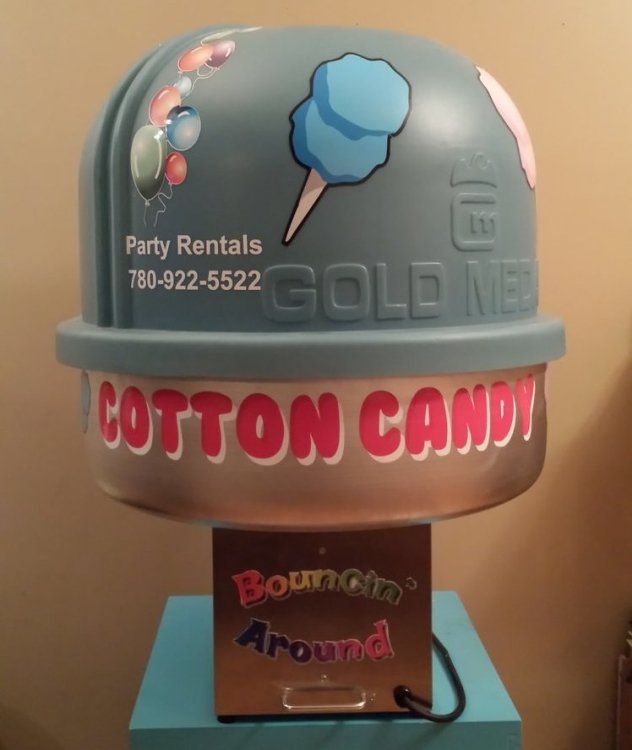 Party Rentals
780-922-5522
GOLD MEDA
COTTON CANDY
Bouncin'
Around